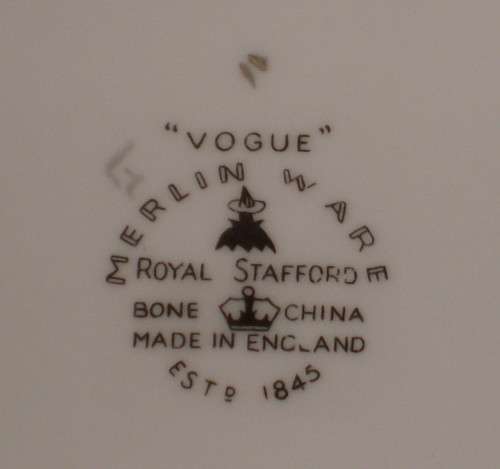 "VOGUE"
MERLIN WARE
ROYAL STAFFORD
BONE CHINA
MADE IN ENGLAND
ESTD 1845